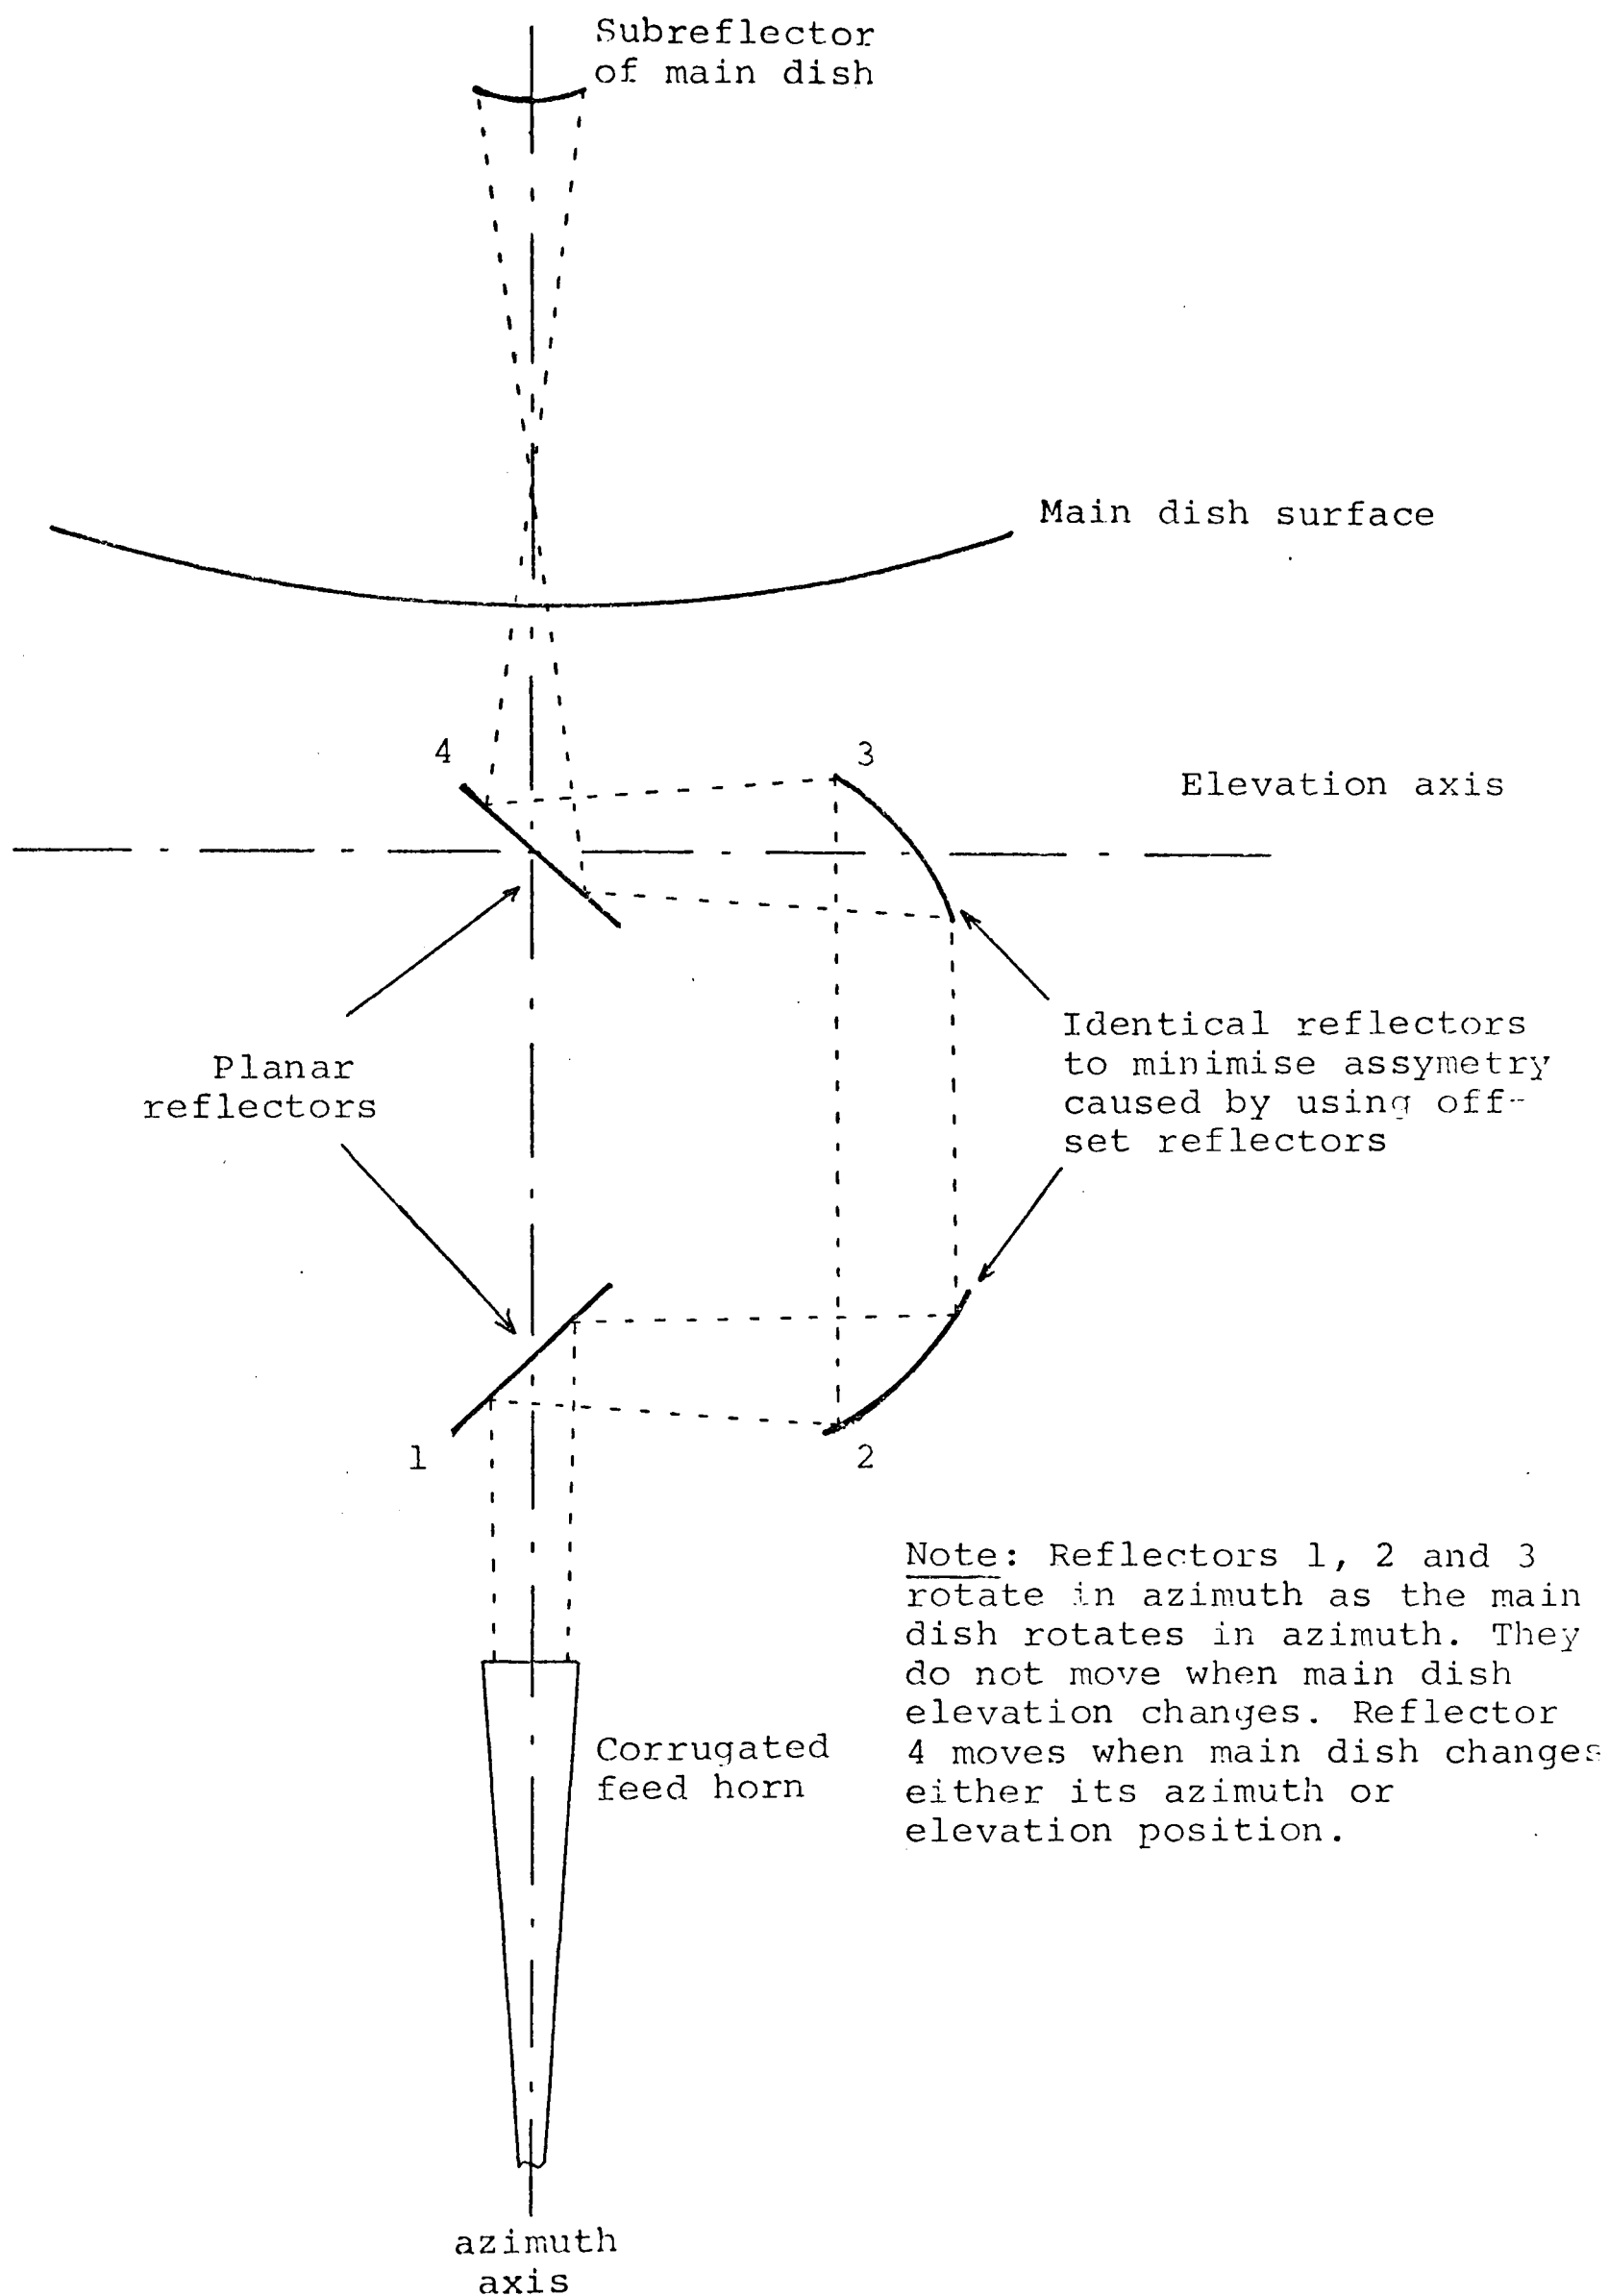 Subreflector
of main dish
Main dish surface
4
3
Elevation axis
Planar
reflectors
Identical reflectors
to minimise assymetry
caused by using off-
set reflectors
1
2
Note: Reflectors 1, 2 and 3
rotate in azimuth as the main
dish rotates in azimuth. They
do not move when main dish
elevation changes. Reflector
4 moves when main dish changes
either its azimuth or
elevation position.
Corrugated
feed horn
azimuth
axis